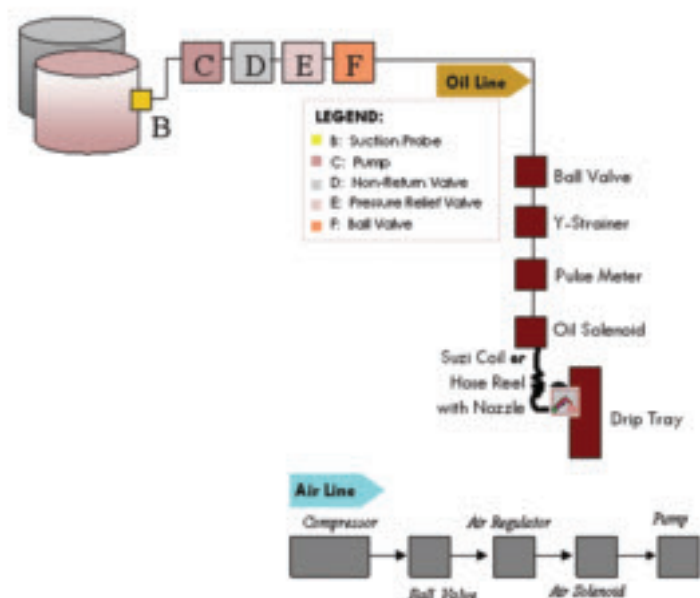 C D E F
B
Oil Line
LEGEND:
B: Suction Probe
C: Pump
D: Non-Return Valve
E: Pressure Relief Valve
F: Ball Valve
Ball Valve
Y-Strainer
Pulse Meter
Oil Solenoid
Suzi Coil or
Hose Reel
with Nozzle
Drip Tray
Air Line
Compressor
Air Regulator
Pump
Ball Valve
Air Solenoid